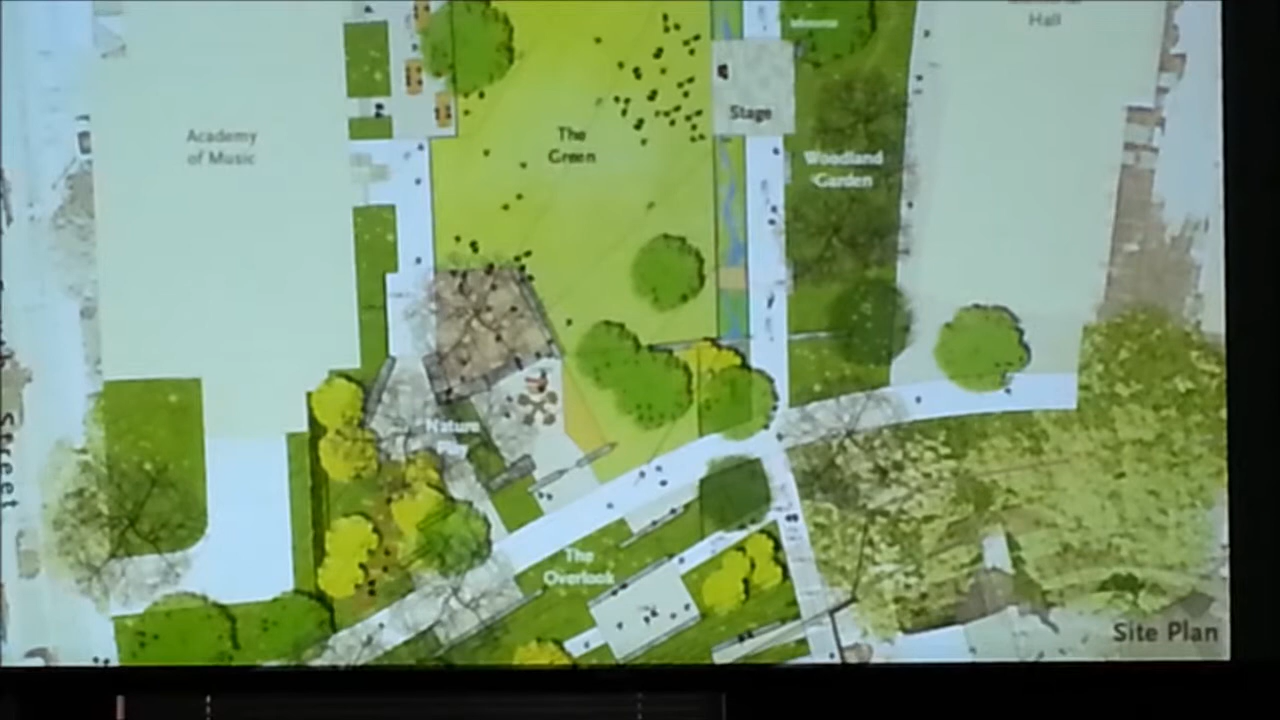 Hall
Academy
of Music
The
Green
Stage
Woodland
Garden
Street
Nature
The
Overlook
Site Plan